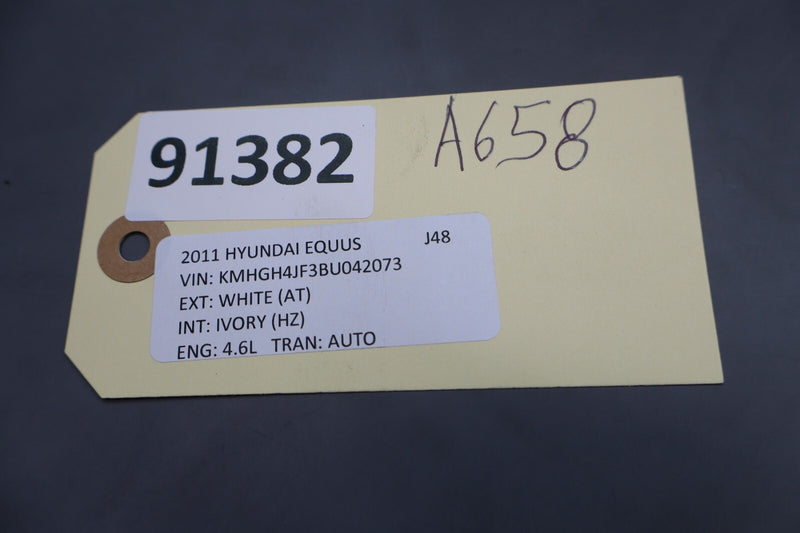 91382
A658
2011 HYUNDAI EQUUS J48
VIN: KMHGH4JF3BU042073
EXT: WHITE (AT)
INT: IVORY (HZ)
ENG: 4.6L TRAN: AUTO